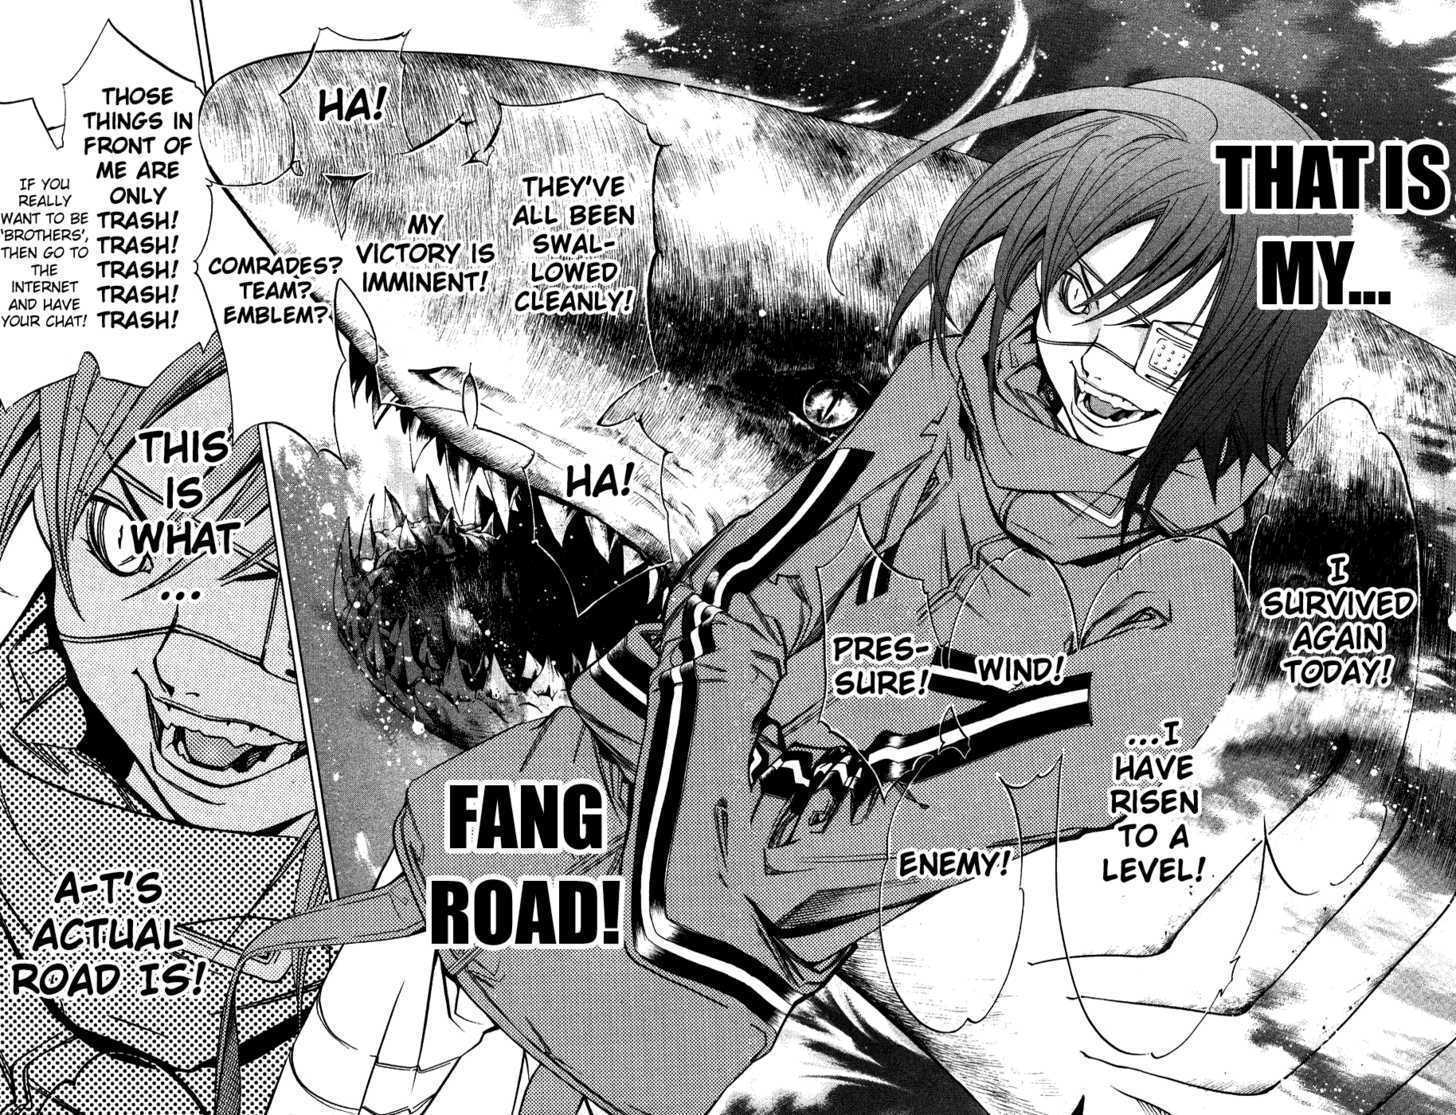 THAT IS
MY...
I
SURVIVED
AGAIN
TODAY!
...I
HAVE
RISEN
TO A
LEVEL!
WIND!
PRES-
SURE!
ENEMY!
THEY'VE
ALL BEEN
SWAL-
LOWED
CLEANLY!
MY
VICTORY IS
IMMINENT!
HA!
HA!
FANG
ROAD!
COMRADES?
TEAM?
EMBLEM?
THOSE
THINGS IN
FRONT OF
ME ARE
ONLY
TRASH!
TRASH!
TRASH!
TRASH!
TRASH!
IF YOU
REALLY
WANT TO BE
'BROTHERS',
THEN GO TO
THE
INTERNET
AND HAVE
YOUR CHAT!
THIS
IS
WHAT
...
A-T'S
ACTUAL
ROAD IS!